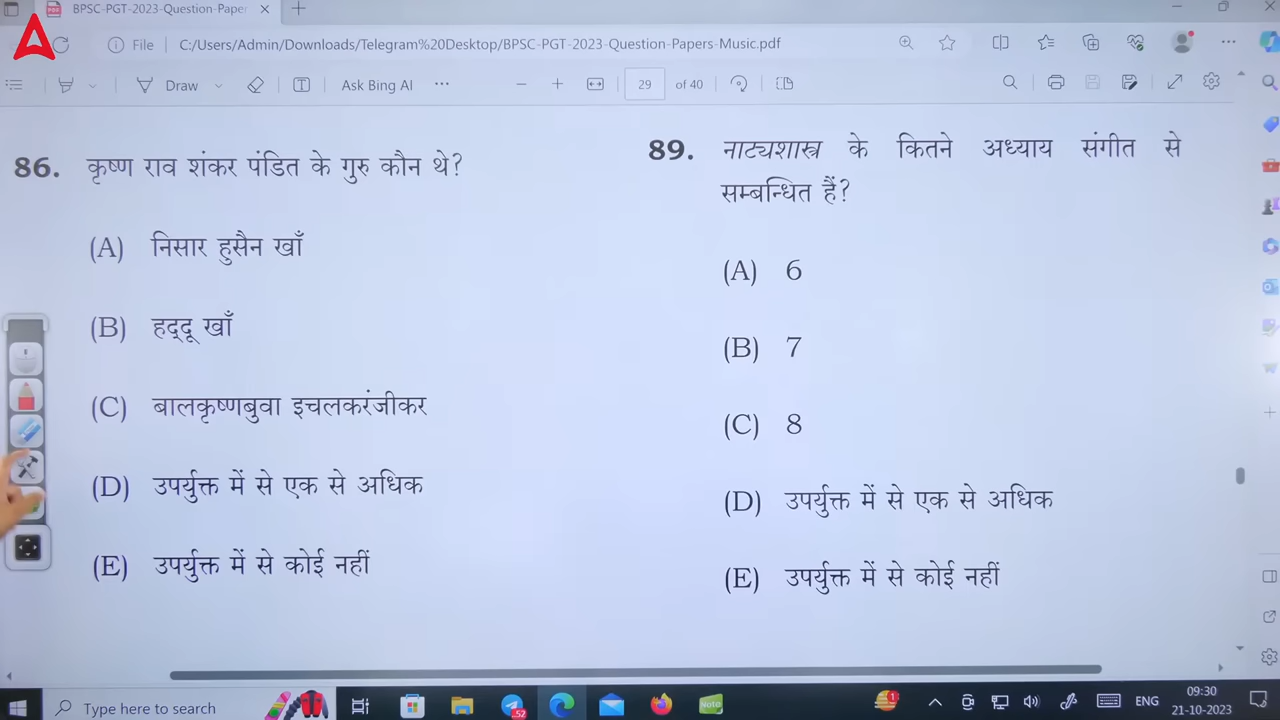 BPSC-PGT-2023-Question-Paper
File C:/Users/Admin/Downloads/Telegram%20Desktop/BPSC-PGT-2023-Question-Papers-Music.pdf
Draw Ask Bing AI 29 of 40
86. कृष्ण राव शंकर पंडित के गुरु कौन थे?
(A) निसार हुसैन खाँ
(B) हद्दू खाँ
(C) बालकृष्णबुवा इचलकरंजीकर
(D) उपर्युक्त में से एक से अधिक
(E) उपर्युक्त में से कोई नहीं
89. नाट्यशास्त्र के कितने अध्याय संगीत से
सम्बन्धित हैं?
(A) 6
(B) 7
(C) 8
(D) उपर्युक्त में से एक से अधिक
(E) उपर्युक्त में से कोई नहीं
Type here to search
ENG
09:30
21-10-2023